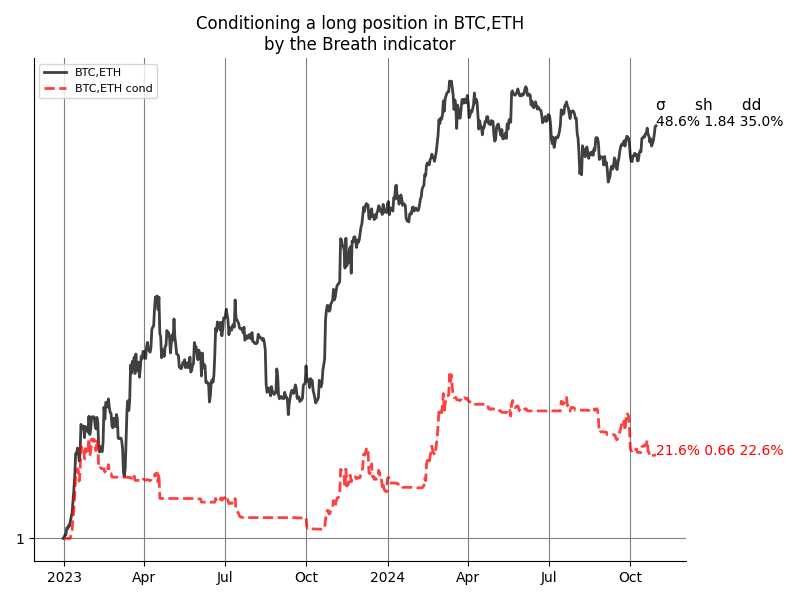 Conditioning a long position in BTC,ETH
by the Breath indicator
BTC,ETH
BTC,ETH cond
σ sh dd
48.6% 1.84 35.0%
21.6% 0.66 22.6%
1
2023 Apr Jul Oct 2024 Apr Jul Oct